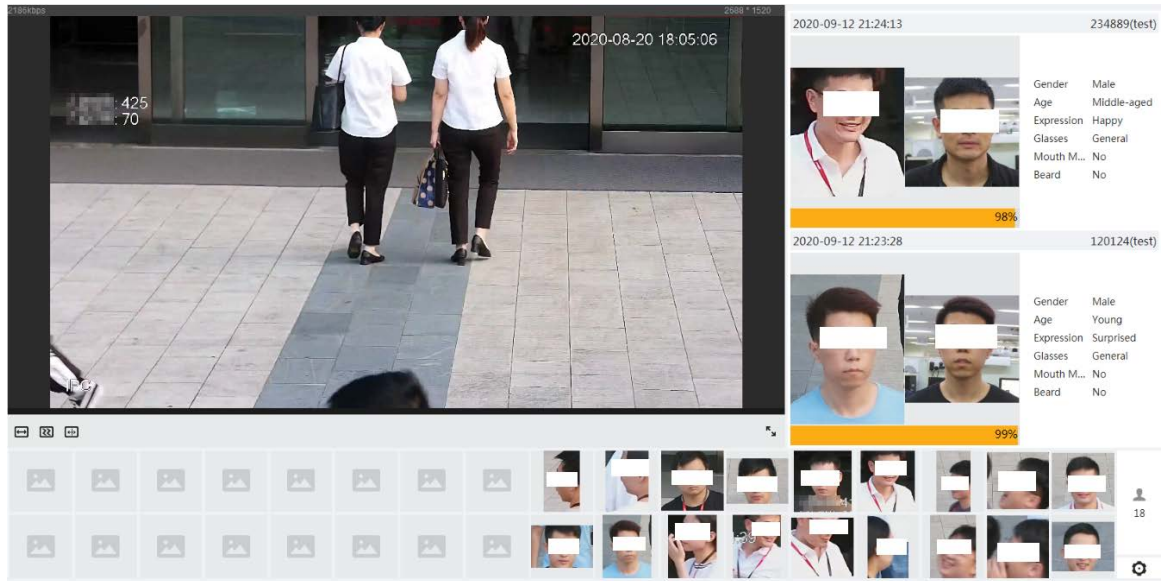 2186kbps
2688 * 1520
2020-08-20 18:05:06
: 425
: 70
IPC
2020-09-12 21:24:13 234889(test)
Gender Male
Age Middle-aged
Expression Happy
Glasses General
Mouth M... No
Beard No
98%
2020-09-12 21:23:28 120124(test)
Gender Male
Age Young
Expression Surprised
Glasses General
Mouth M... No
Beard No
99%
18